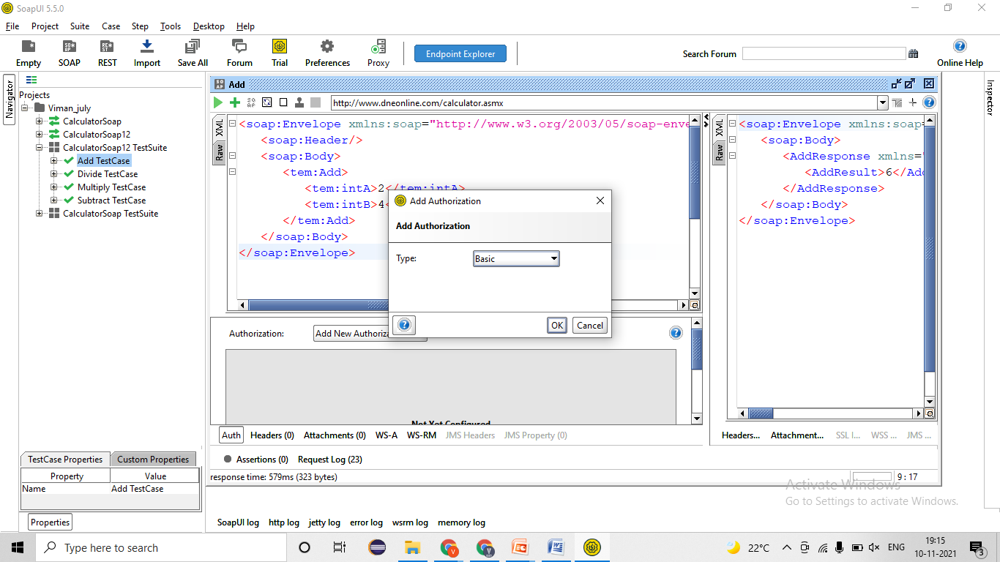 SoapUI 5.5.0
File Project Suite Case Step Tools Desktop Help
Empty SOAP REST Import Save All Forum Trial Preferences Proxy Endpoint Explorer Search Forum Online Help
Navigator
Inspector
Projects
Viman_july
CalculatorSoap
CalculatorSoap12
CalculatorSoap12 TestSuite
Add TestCase
Divide TestCase
Multiply TestCase
Subtract TestCase
CalculatorSoap TestSuite
Add
http://www.dneonline.com/calculator.asmx
XML
Raw
<soap:Envelope xmlns:soap="http://www.w3.org/2003/05/soap-enve
<soap:Header/>
<soap:Body>
<tem:Add>
<tem:intA>2</tem:intA>
<tem:intB>4<
</tem:Add>
</soap:Body>
</soap:Envelope>
XML
Raw
<soap:Envelope xmlns:soap=
<soap:Body>
<AddResponse xmlns="
<AddResult>6</Add
</AddResponse>
</soap:Body>
</soap:Envelope>
Add Authorization
Add Authorization
Type: Basic
OK Cancel
Authorization: Add New Authoriza
Not Yet Configured
Auth Headers (0) Attachments (0) WS-A WS-RM JMS Headers JMS Property (0)
Headers... Attachment... SSL I... WSS ... JMS ...
Assertions (0) Request Log (23)
response time: 579ms (323 bytes)
9 : 17
TestCase Properties Custom Properties
Property Value
Name Add TestCase
Properties
Activate Windows
Go to Settings to activate Windows.
SoapUI log http log jetty log error log wsrm log memory log
Type here to search
22°C ENG
19:15
10-11-2021
3